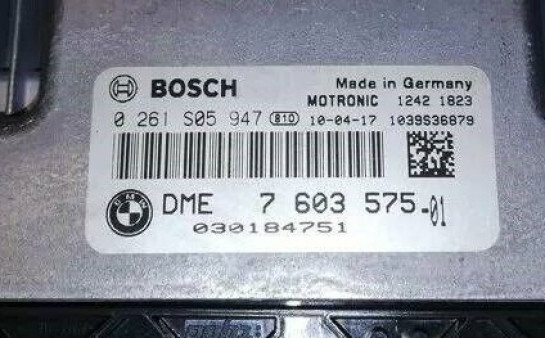 BOSCH Made in Germany
MOTRONIC 1242 1823
0 261 S05 947 810 10-04-17 1039S36879
BMW DME 7 603 575-01
030184751